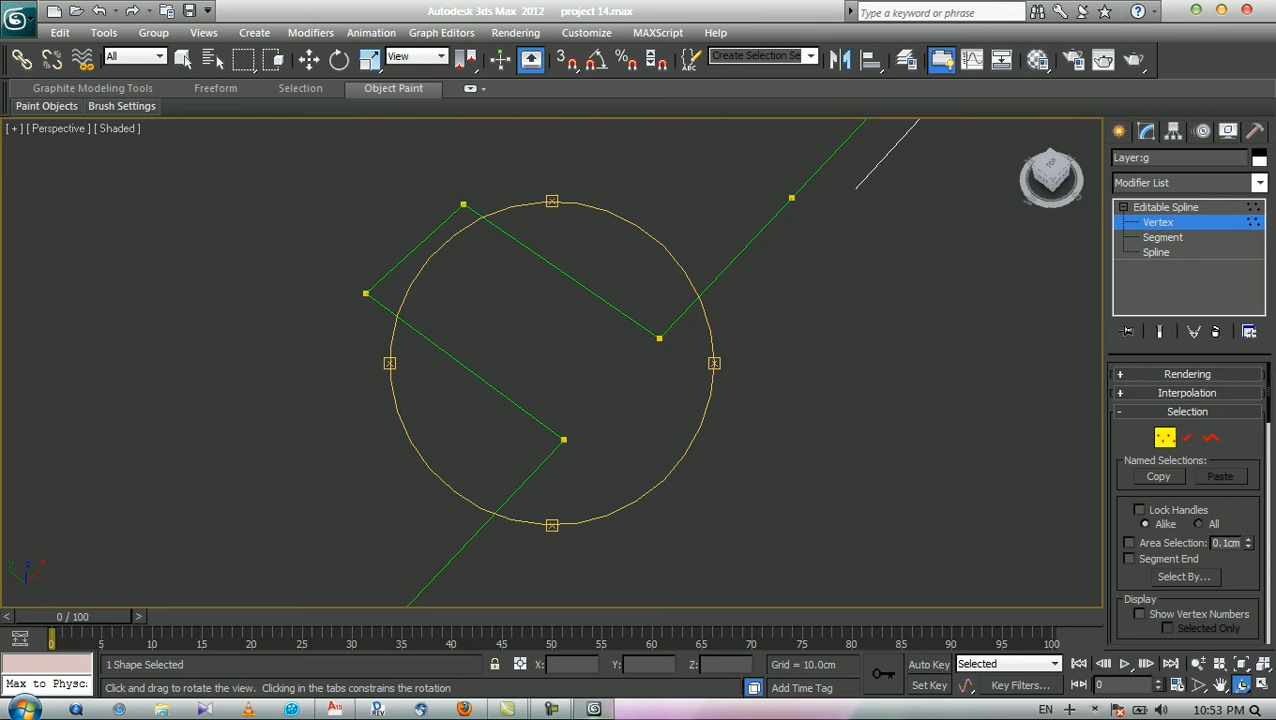 Autodesk 3ds Max 2012 project 14.max
Type a keyword or phrase
Edit Tools Group Views Create Modifiers Animation Graph Editors Rendering Customize MAXScript Help
All View Create Selection Se
Graphite Modeling Tools Freeform Selection Object Paint
Paint Objects Brush Settings
[ + ] [ Perspective ] [ Shaded ]
TOP
Layer:g
Modifier List
Editable Spline
Vertex
Segment
Spline
+ Rendering
+ Interpolation
- Selection
Named Selections:
Copy Paste
Lock Handles
Alike All
Area Selection: 0.1cm
Segment End
Select By...
Display
Show Vertex Numbers
Selected Only
< 0 / 100 >
0 5 10 15 20 25 30 35 40 45 50 55 60 65 70 75 80 85 90 95 100
1 Shape Selected X: Y: Z: Grid = 10.0cm Auto Key Selected
Max to Physc: Click and drag to rotate the view. Clicking in the tabs constrains the rotation Add Time Tag Set Key Key Filters... 0
EN 10:53 PM